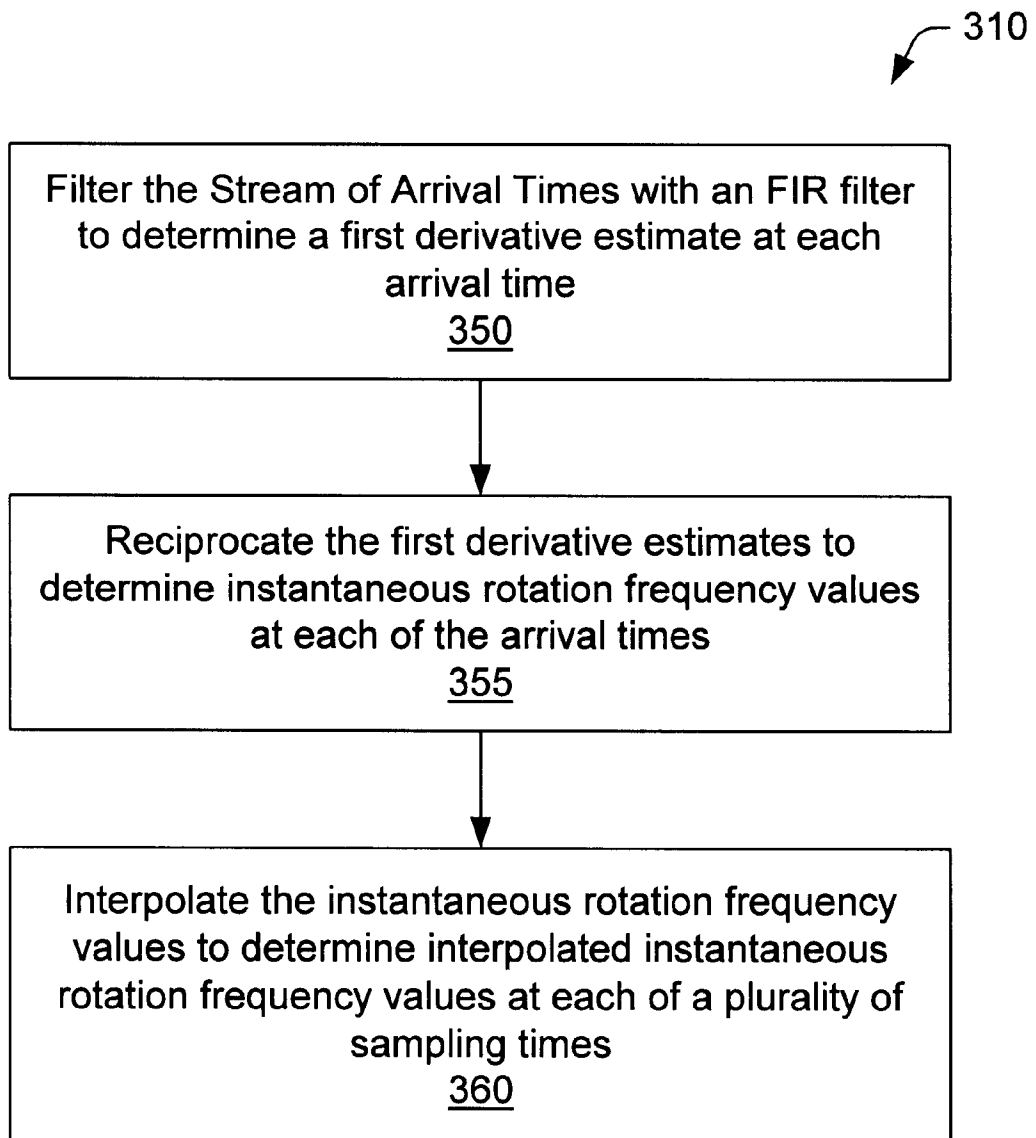 310
Filter the Stream of Arrival Times with an FIR filter
to determine a first derivative estimate at each
arrival time
350
Reciprocate the first derivative estimates to
determine instantaneous rotation frequency values
at each of the arrival times
355
Interpolate the instantaneous rotation frequency
values to determine interpolated instantaneous
rotation frequency values at each of a plurality of
sampling times
360